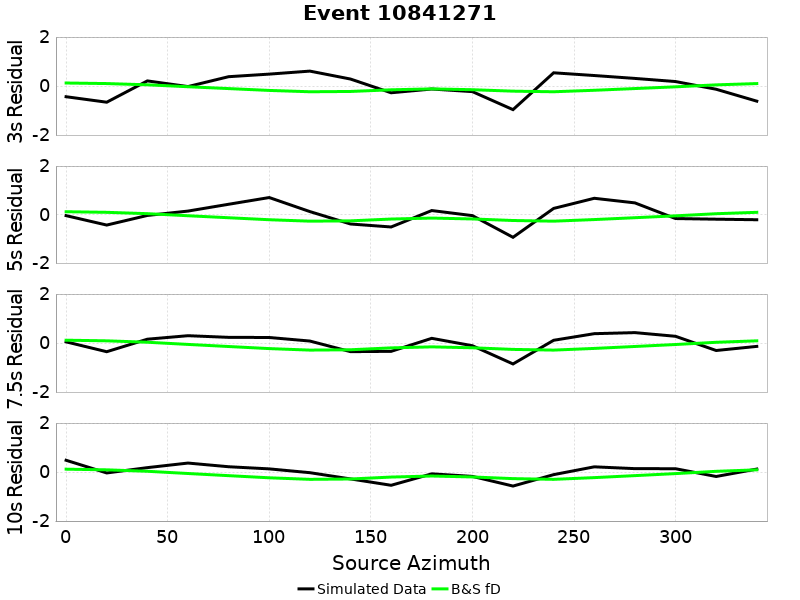 Event 10841271
3s Residual
2
0
-2
5s Residual
2
0
-2
7.5s Residual
2
0
-2
10s Residual
2
0
-2
0 50 100 150 200 250 300
Source Azimuth
Simulated Data B&S fD